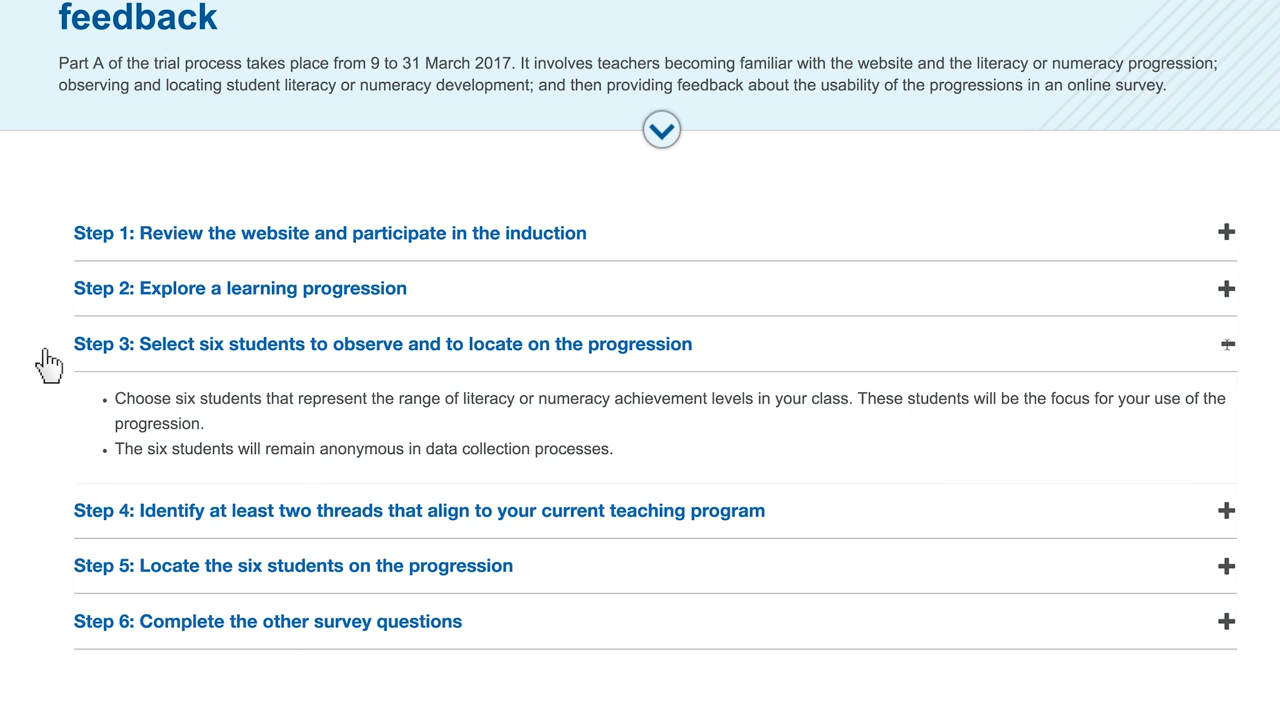 feedback
Part A of the trial process takes place from 9 to 31 March 2017. It involves teachers becoming familiar with the website and the literacy or numeracy progression;
observing and locating student literacy or numeracy development; and then providing feedback about the usability of the progressions in an online survey.
Step 1: Review the website and participate in the induction
Step 2: Explore a learning progression
Step 3: Select six students to observe and to locate on the progression
• Choose six students that represent the range of literacy or numeracy achievement levels in your class. These students will be the focus for your use of the
progression.
• The six students will remain anonymous in data collection processes.
Step 4: Identify at least two threads that align to your current teaching program
Step 5: Locate the six students on the progression
Step 6: Complete the other survey questions